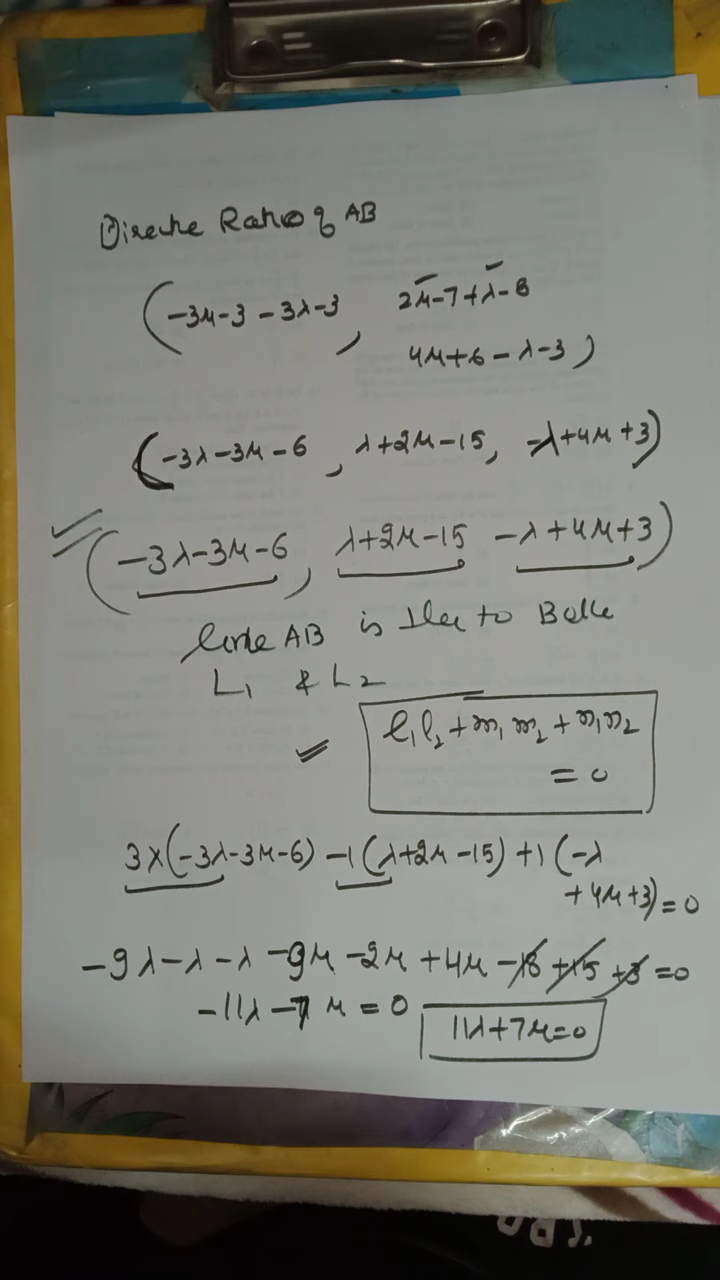 Direcke Ratio of AB
(-3μ-3-3λ-3, 2μ-7+λ-8
4μ+6-λ-3)
(-3λ-3μ-6, λ+2μ-15, -λ+4μ+3)
(-3λ-3μ-6, λ+2μ-15 -λ+4μ+3)
line AB is to
L₁ & L₂
l₁l₂+m₁m₂+n₁n₂
=0
3×(-3λ-3μ-6)-1(λ+2μ-15)+1(-λ
+4μ+3)=0
-9λ-λ-λ-9μ-2μ+4μ-18+15+3=0
-11λ-7μ=0 11λ+7μ=0